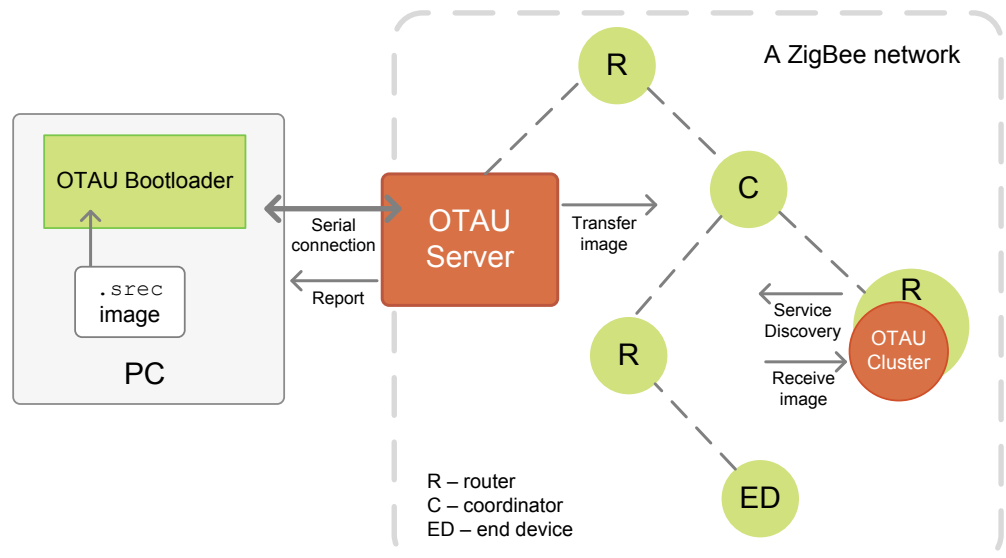 A ZigBee network
R
OTAU Bootloader
C
OTAU
Server
Serial
connection
Transfer
image
.srec
image
Report
R
Service
Discovery
OTAU
Cluster
R
Receive
image
PC
R – router
C – coordinator
ED – end device
ED